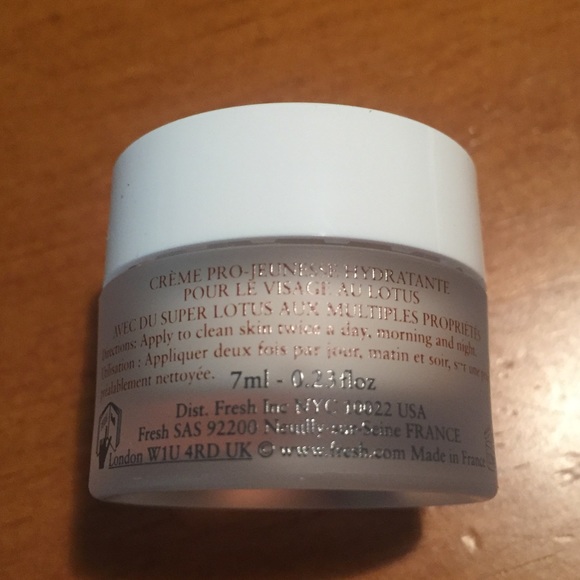 CRÈME PRO-JEUNESSE HYDRATANTE
POUR LE VISAGE AU LOTUS
AVEC DU SUPER LOTUS AUX MULTIPLES PROPRIÉTÉS
Directions: Apply to clean skin twice a day, morning and night.
Utilisation : Appliquer deux fois par jour, matin et soir, sur une
préalablement nettoyée.
7ml - 0.23floz
Dist. Fresh Inc NYC 10022 USA
Fresh SAS 92200 Neuilly-sur-Seine FRANCE
London W1U 4RD UK © www.fresh.com Made in France